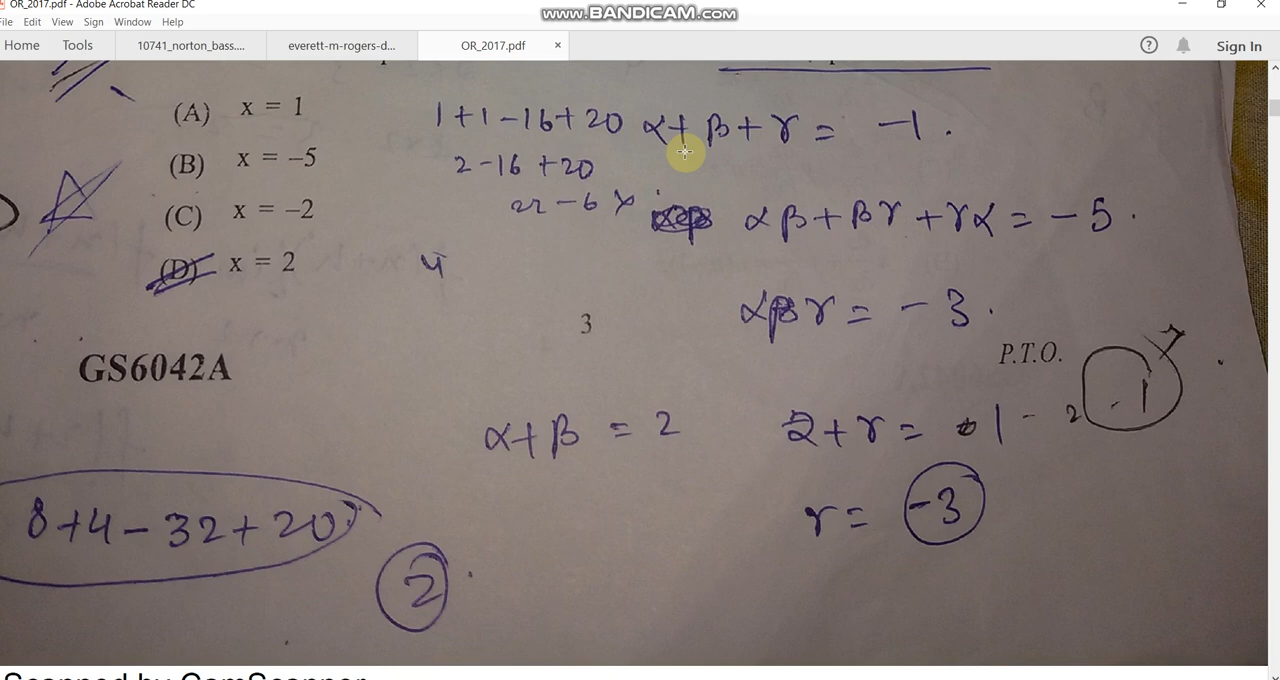 OR_2017.pdf - Adobe Acrobat Reader DC
www.BANDICAM.com
File Edit View Sign Window Help
Home Tools 10741_norton_bass.... everett-m-rogers-d... OR_2017.pdf × Sign In
(A) x = 1
(B) x = −5
(C) x = −2
(D) x = 2
1+1−16+20
2−16+20
α+β+γ = −1.
αβ+βγ+γα = −5.
αβγ = −3.
3
P.T.O.
GS6042A
α+β = 2
2+γ =
γ = −3
8+4−32+20
2
Scanned by CamScanner